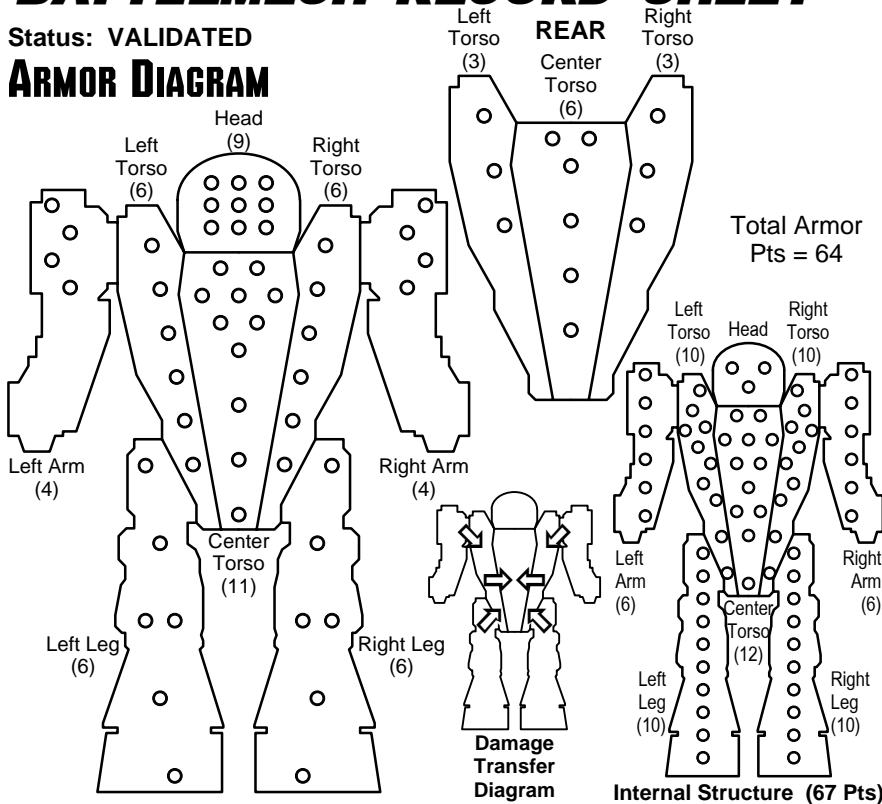 BATTLEMECH RECORD SHEET
Status: VALIDATED
ARMOR DIAGRAM
Left
Torso
(3)
REAR
Center
Torso
(6)
Right
Torso
(3)
Head
(9)
Left
Torso
(6)
Right
Torso
(6)
Total Armor
Pts = 64
Left Arm
(4)
Right Arm
(4)
Center
Torso
(11)
Left Leg
(6)
Right Leg
(6)
Damage
Transfer
Diagram
Left
Torso
(10)
Head
Right
Torso
(10)
Left
Arm
(6)
Right
Arm
(6)
Center
Torso
(12)
Left
Leg
(10)
Right
Leg
(10)
Internal Structure (67 Pts)